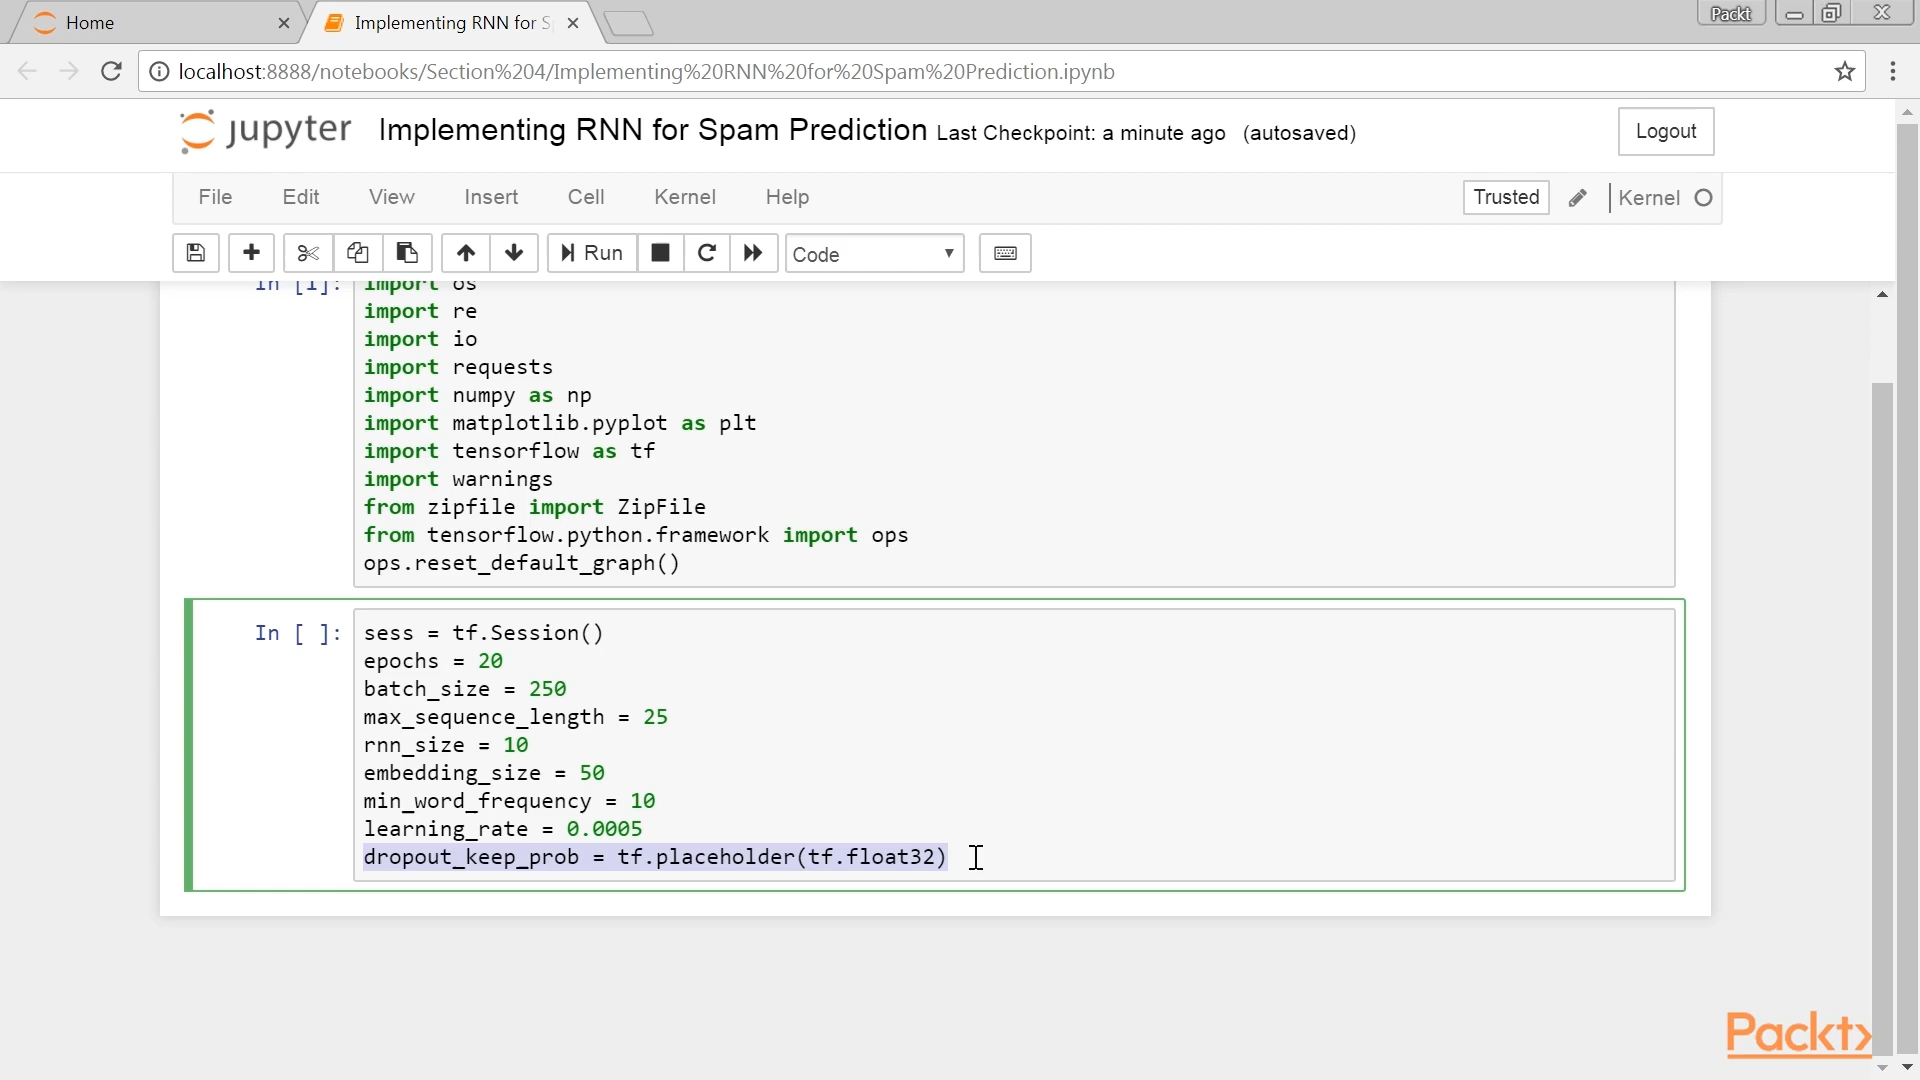 Home
Implementing RNN for S
Packt
localhost:8888/notebooks/Section%204/Implementing%20RNN%20for%20Spam%20Prediction.ipynb
jupyter Implementing RNN for Spam Prediction Last Checkpoint: a minute ago (autosaved) Logout
File Edit View Insert Cell Kernel Help Trusted Kernel
Run Code
In [1]: import os
import re
import io
import requests
import numpy as np
import matplotlib.pyplot as plt
import tensorflow as tf
import warnings
from zipfile import ZipFile
from tensorflow.python.framework import ops
ops.reset_default_graph()
In [ ]: sess = tf.Session()
epochs = 20
batch_size = 250
max_sequence_length = 25
rnn_size = 10
embedding_size = 50
min_word_frequency = 10
learning_rate = 0.0005
dropout_keep_prob = tf.placeholder(tf.float32)
Packt